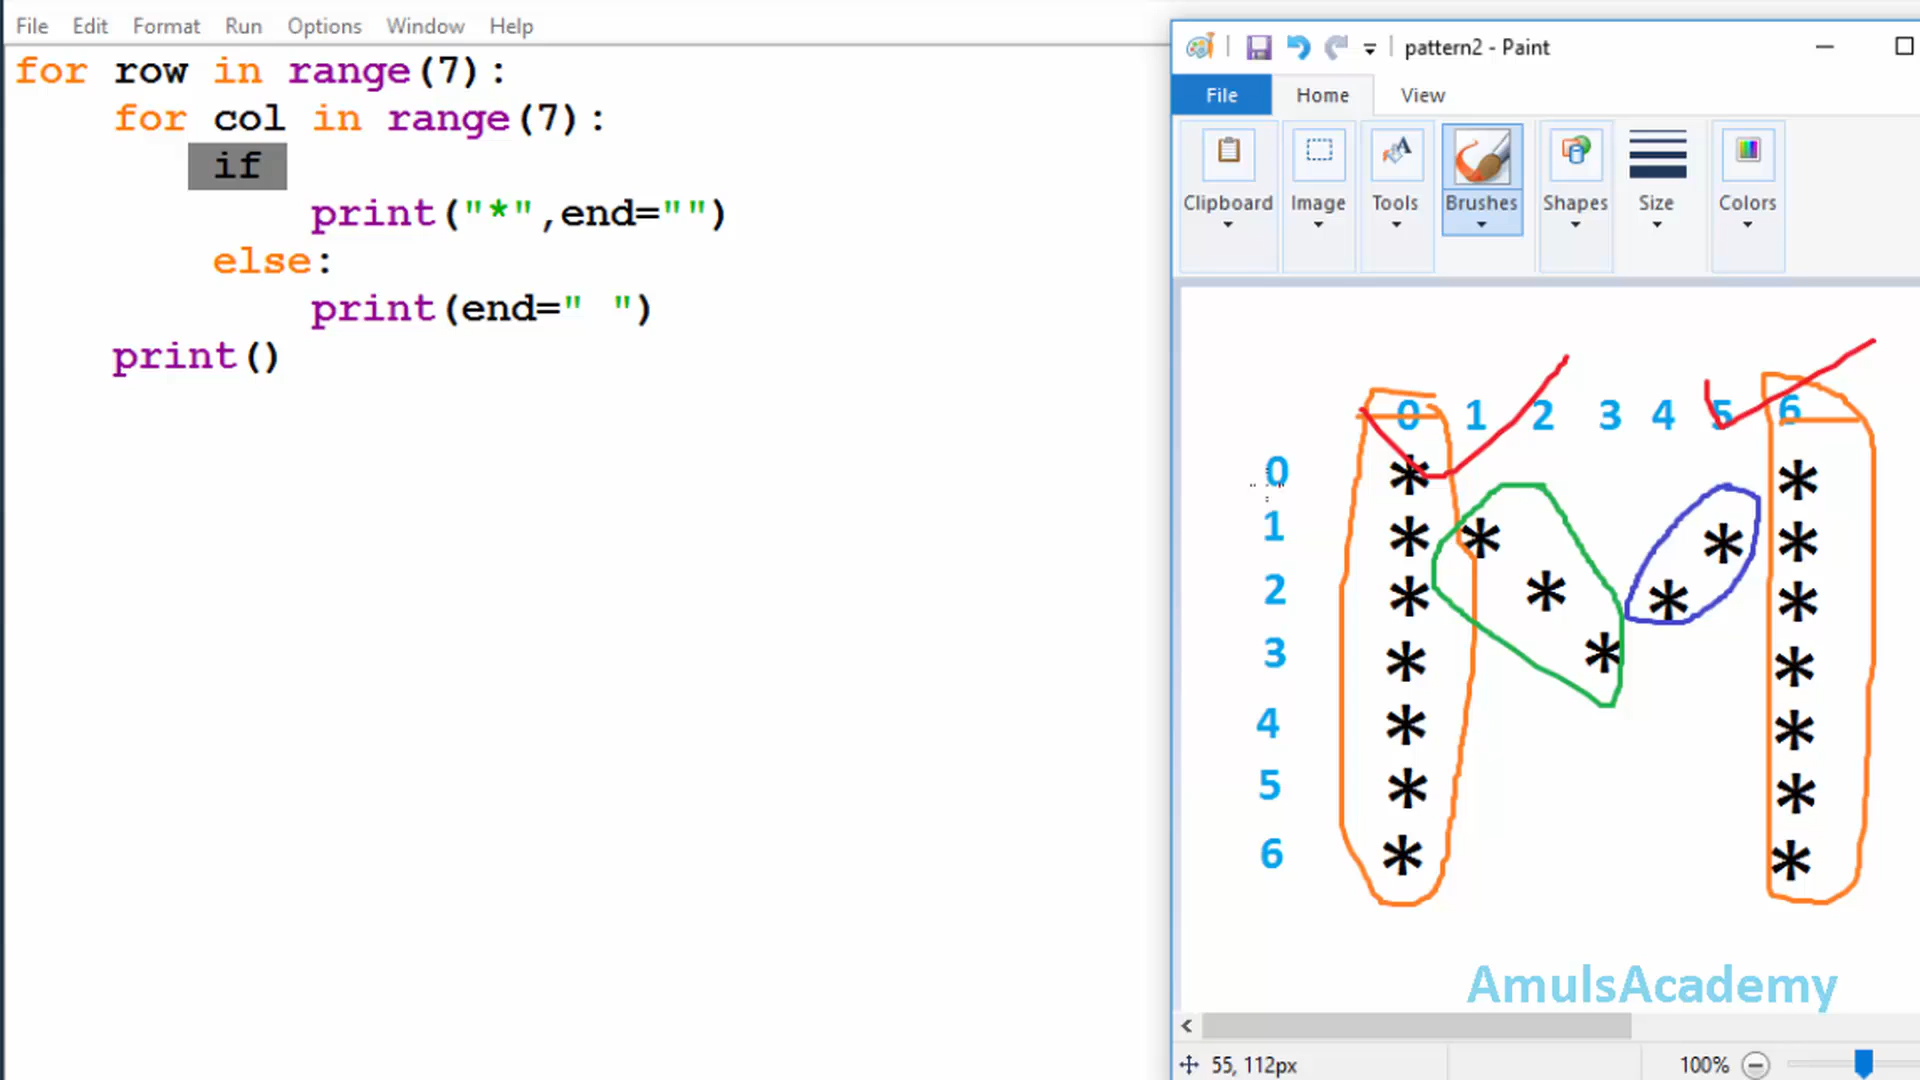 File Edit Format Run Options Window Help
for row in range(7):
for col in range(7):
if
print("*",end="")
else:
print(end=" ")
print()
pattern2 - Paint
File Home View
Clipboard Image Tools Brushes Shapes Size Colors
0 1 2 3 4 5 6
0 * *
1 * * * *
2 * * * *
3 * * *
4 * *
5 * *
6 * *
AmulsAcademy
55, 112px 100%